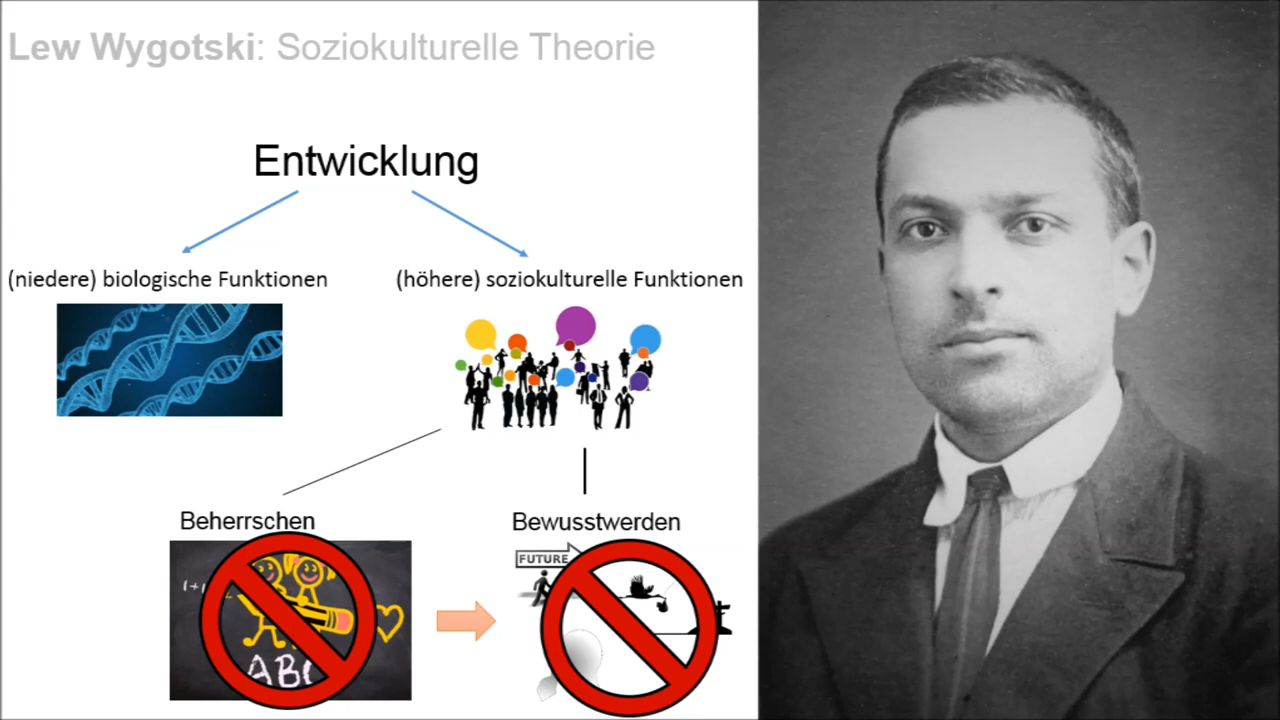 Lew Wygotski: Soziokulturelle Theorie
Entwicklung
(niedere) biologische Funktionen
(höhere) soziokulturelle Funktionen
Beherrschen
Bewusstwerden
FUTURE